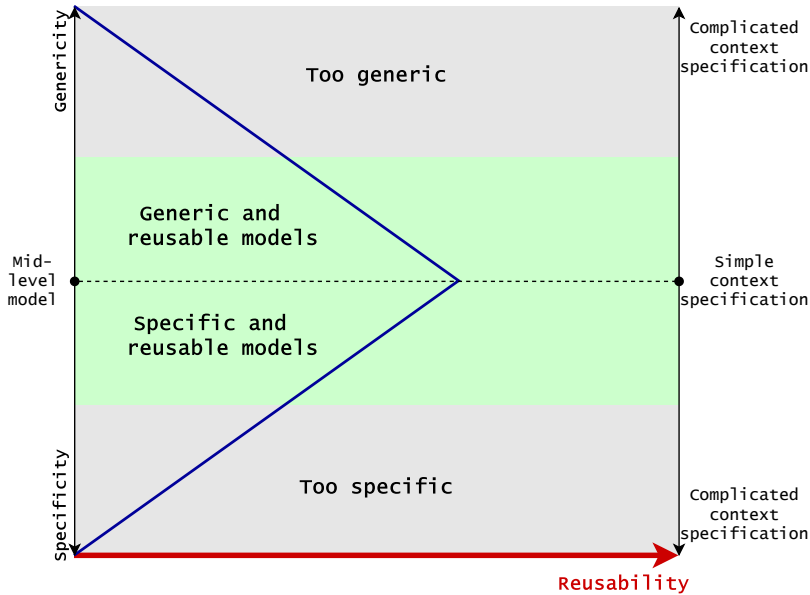 Genericity
Complicated
context
specification
Too generic
Generic and
reusable models
Mid-
level
model
Simple
context
specification
Specific and
reusable models
Specificity
Too specific
Complicated
context
specification
Reusability